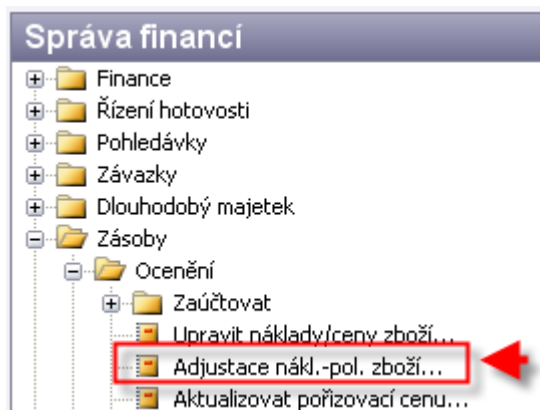 Správa financí
Finance
Řízení hotovosti
Pohledávky
Závazky
Dlouhodobý majetek
Zásoby
Ocenění
Zaúčtovat
Upravit náklady/ceny zboží...
Adjustace nákl.-pol. zboží...
Aktualizovat pořizovací cenu...